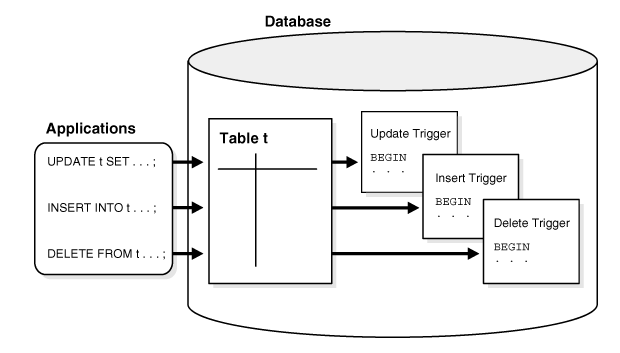 Database
Applications
UPDATE t SET . . . ;
INSERT INTO t . . . ;
DELETE FROM t . . . ;
Table t
Update Trigger
BEGIN
. . .
Insert Trigger
BEGIN
. . .
Delete Trigger
BEGIN
. . .